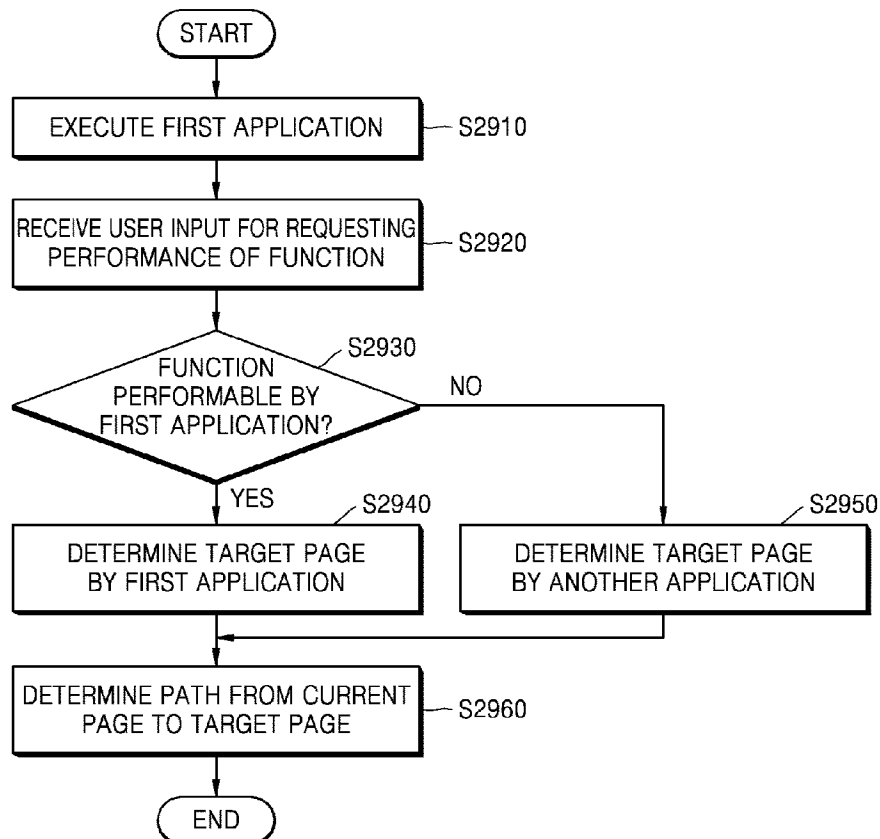 START
EXECUTE FIRST APPLICATION
S2910
RECEIVE USER INPUT FOR REQUESTING
PERFORMANCE OF FUNCTION
S2920
S2930
FUNCTION
PERFORMABLE BY
FIRST APPLICATION?
NO
YES
S2940
DETERMINE TARGET PAGE
BY FIRST APPLICATION
S2950
DETERMINE TARGET PAGE
BY ANOTHER APPLICATION
DETERMINE PATH FROM CURRENT
PAGE TO TARGET PAGE
S2960
END